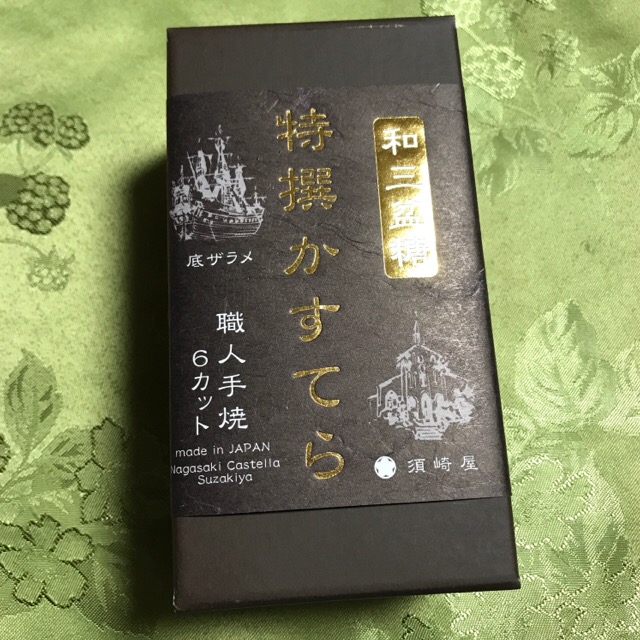 和三盆糖
特撰かすてら
底ザラメ
職人手焼
6カット
made in JAPAN
Nagasaki Castella
Suzakiya
須崎屋